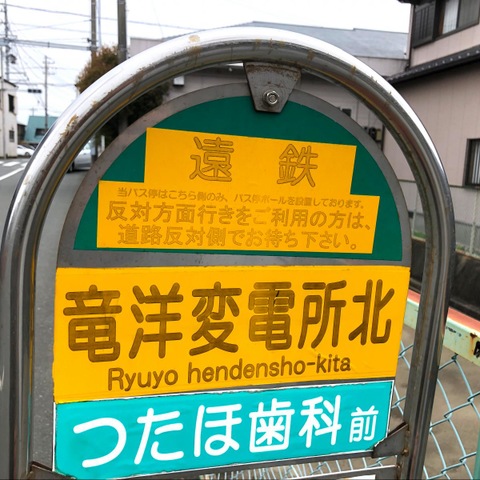 遠鉄
当バス停はこちら側のみ、バス停ポールを設置しております。
反対方面行きをご利用の方は、
道路反対側でお待ち下さい。
竜洋変電所北
Ryuyo hendensho-kita
つたほ歯科前